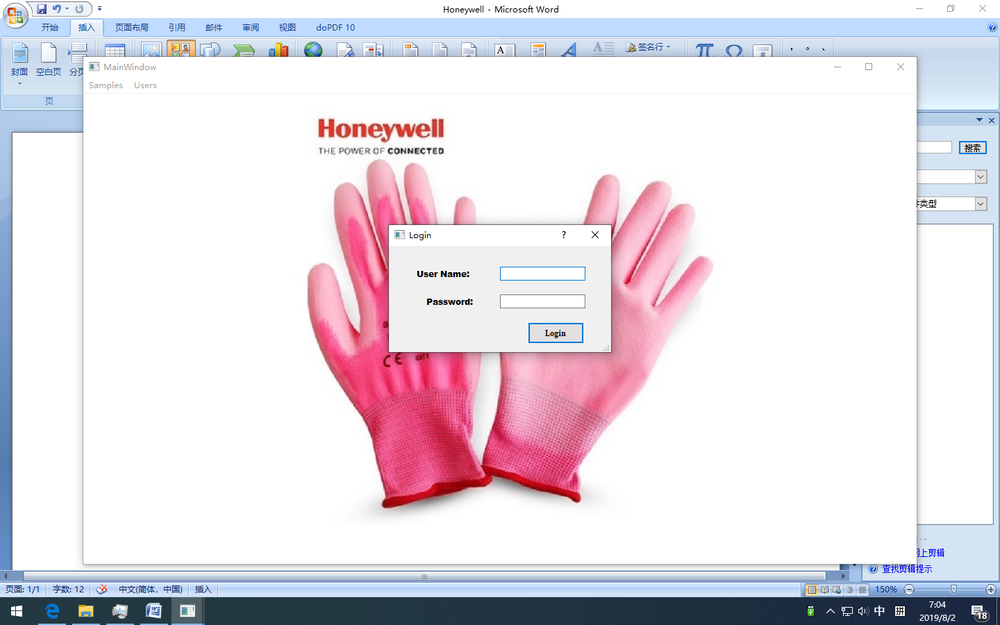 Honeywell - Microsoft Word
开始 插入 页面布局 引用 邮件 审阅 视图 doPDF 10
封面 空白页 分页
签名行
页
MainWindow
Samples Users
Honeywell
THE POWER OF CONNECTED
搜索
件类型
Login ?
User Name:
Password:
Login
CE CAT I
网上剪辑
查找剪辑提示
页面: 1/1 字数: 12 中文(简体，中国) 插入 150%
7:04
中 拼
2019/8/2
18